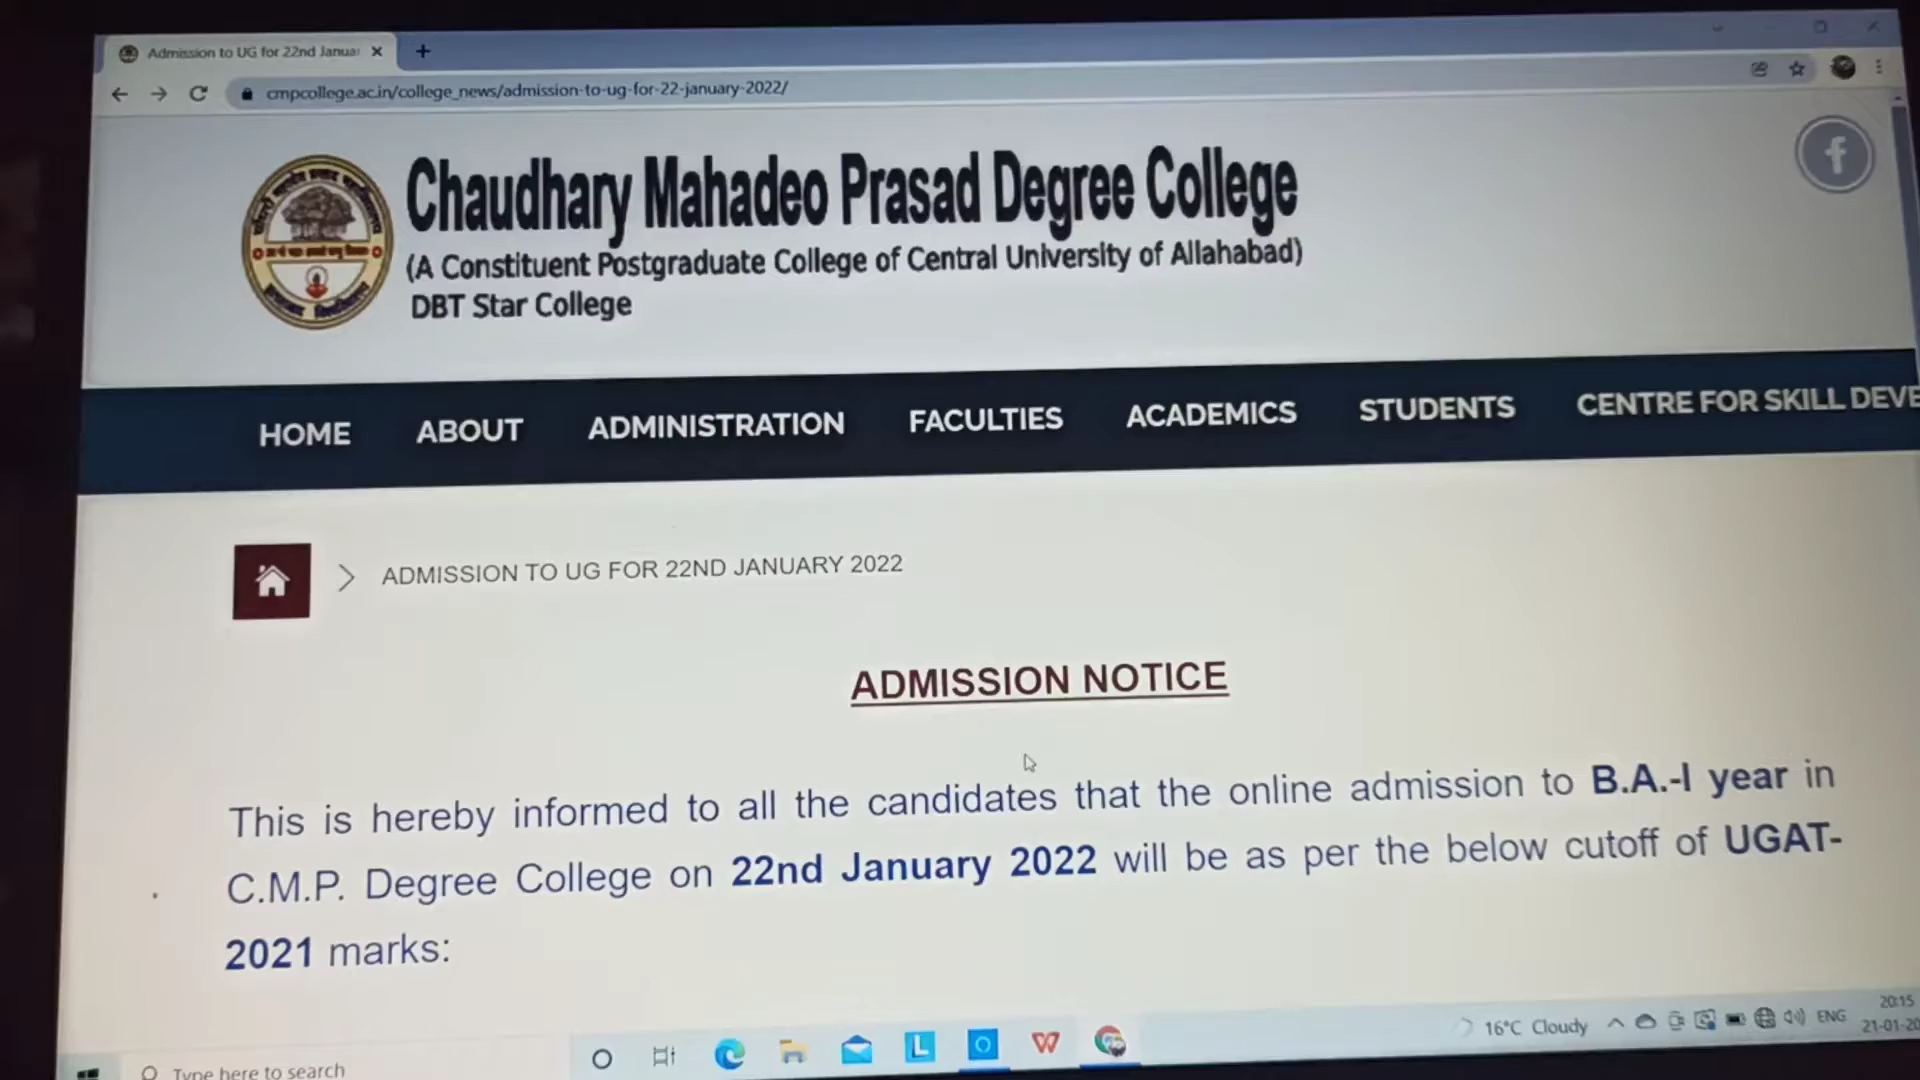 Admission to UG for 22nd Januar
cmpcollege.ac.in/college_news/admission-to-ug-for-22-january-2022/
Chaudhary Mahadeo Prasad Degree College
(A Constituent Postgraduate College of Central University of Allahabad)
DBT Star College
HOME ABOUT ADMINISTRATION FACULTIES ACADEMICS STUDENTS CENTRE FOR SKILL DEVE
ADMISSION TO UG FOR 22ND JANUARY 2022
ADMISSION NOTICE
This is hereby informed to all the candidates that the online admission to B.A.-I year in
C.M.P. Degree College on 22nd January 2022 will be as per the below cutoff of UGAT-
2021 marks:
16°C Cloudy
ENG
20:15
21-01-20
Type here to search